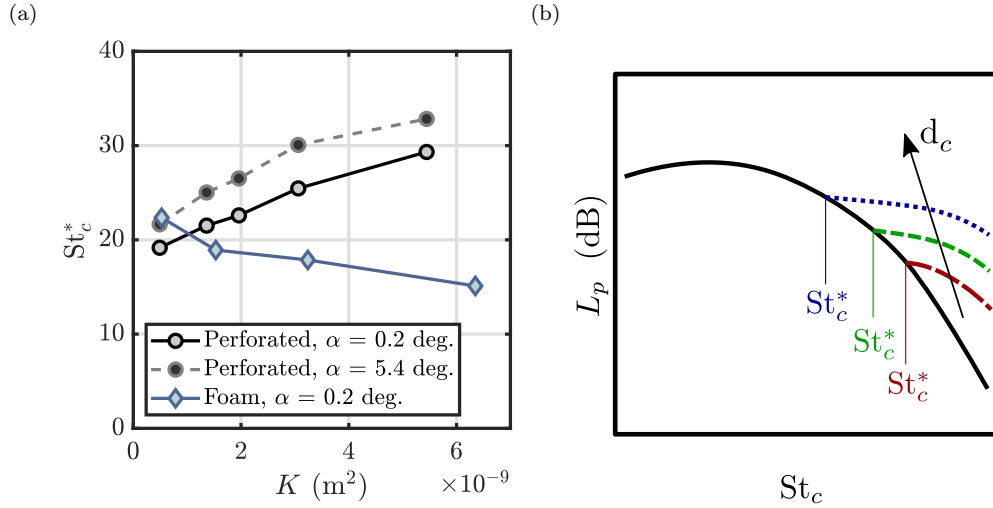 (a)
40
30
20
10
0
St*c
0
2
4
6
K (m²)
×10⁻⁹
Perforated, α = 0.2 deg.
Perforated, α = 5.4 deg.
Foam, α = 0.2 deg.
(b)
Lp (dB)
dc
St*c
St*c
St*c
Stc